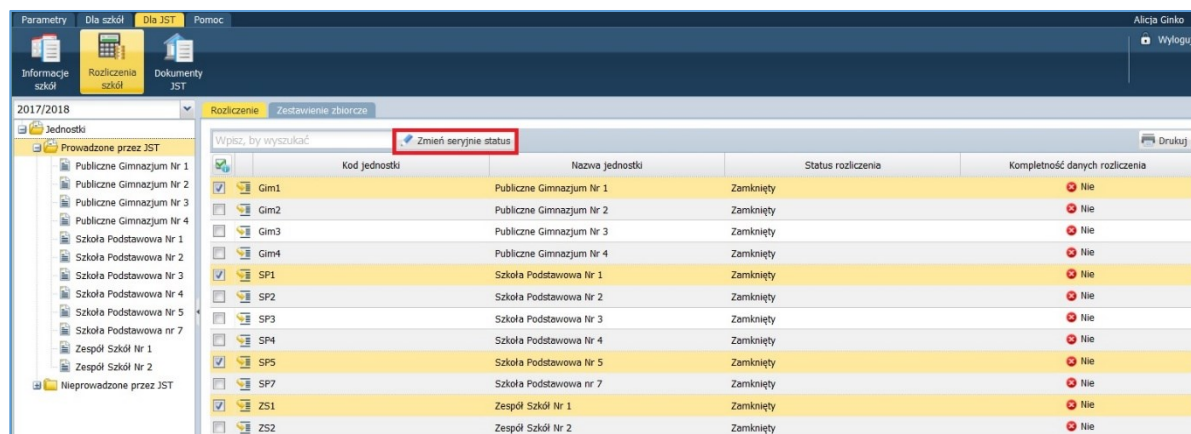 Parametry Dla szkół Dla JST Pomoc Alicja Ginko
Wylogu
Informacje szkół
Rozliczenia szkół
Dokumenty JST
2017/2018
Rozliczenie Zestawienie zbiorcze
Jednostki
Prowadzone przez JST
Publiczne Gimnazjum Nr 1
Publiczne Gimnazjum Nr 2
Publiczne Gimnazjum Nr 3
Publiczne Gimnazjum Nr 4
Szkoła Podstawowa Nr 1
Szkoła Podstawowa Nr 2
Szkoła Podstawowa Nr 3
Szkoła Podstawowa Nr 4
Szkoła Podstawowa Nr 5
Szkoła Podstawowa nr 7
Zespół Szkół Nr 1
Zespół Szkół Nr 2
Nieprowadzone przez JST
Wpisz, by wyszukać Zmień seryjnie status Drukuj
Kod jednostki Nazwa jednostki Status rozliczenia Kompletność danych rozliczenia
Gim1 Publiczne Gimnazjum Nr 1 Zamknięty Nie
Gim2 Publiczne Gimnazjum Nr 2 Zamknięty Nie
Gim3 Publiczne Gimnazjum Nr 3 Zamknięty Nie
Gim4 Publiczne Gimnazjum Nr 4 Zamknięty Nie
SP1 Szkoła Podstawowa Nr 1 Zamknięty Nie
SP2 Szkoła Podstawowa Nr 2 Zamknięty Nie
SP3 Szkoła Podstawowa Nr 3 Zamknięty Nie
SP4 Szkoła Podstawowa Nr 4 Zamknięty Nie
SP5 Szkoła Podstawowa Nr 5 Zamknięty Nie
SP7 Szkoła Podstawowa nr 7 Zamknięty Nie
ZS1 Zespół Szkół Nr 1 Zamknięty Nie
ZS2 Zespół Szkół Nr 2 Zamknięty Nie